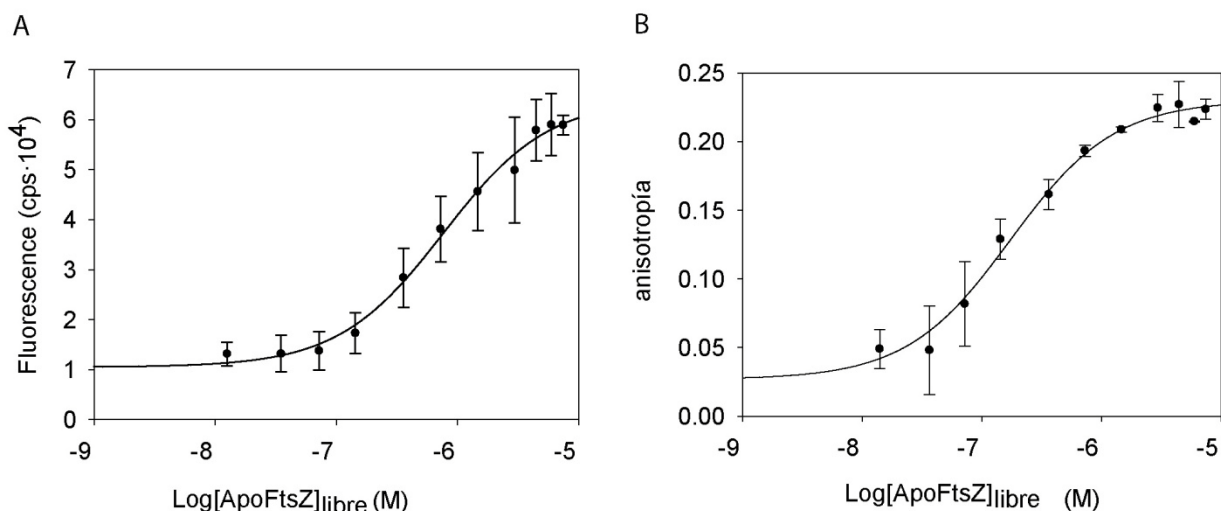 A
Fluorescence (cps·10⁴)
7
6
5
4
3
2
1
0
-9 -8 -7 -6 -5
Log[ApoFtsZ]libre (M)
B
anisotropía
0.25
0.20
0.15
0.10
0.05
0.00
-9 -8 -7 -6 -5
Log[ApoFtsZ]libre (M)